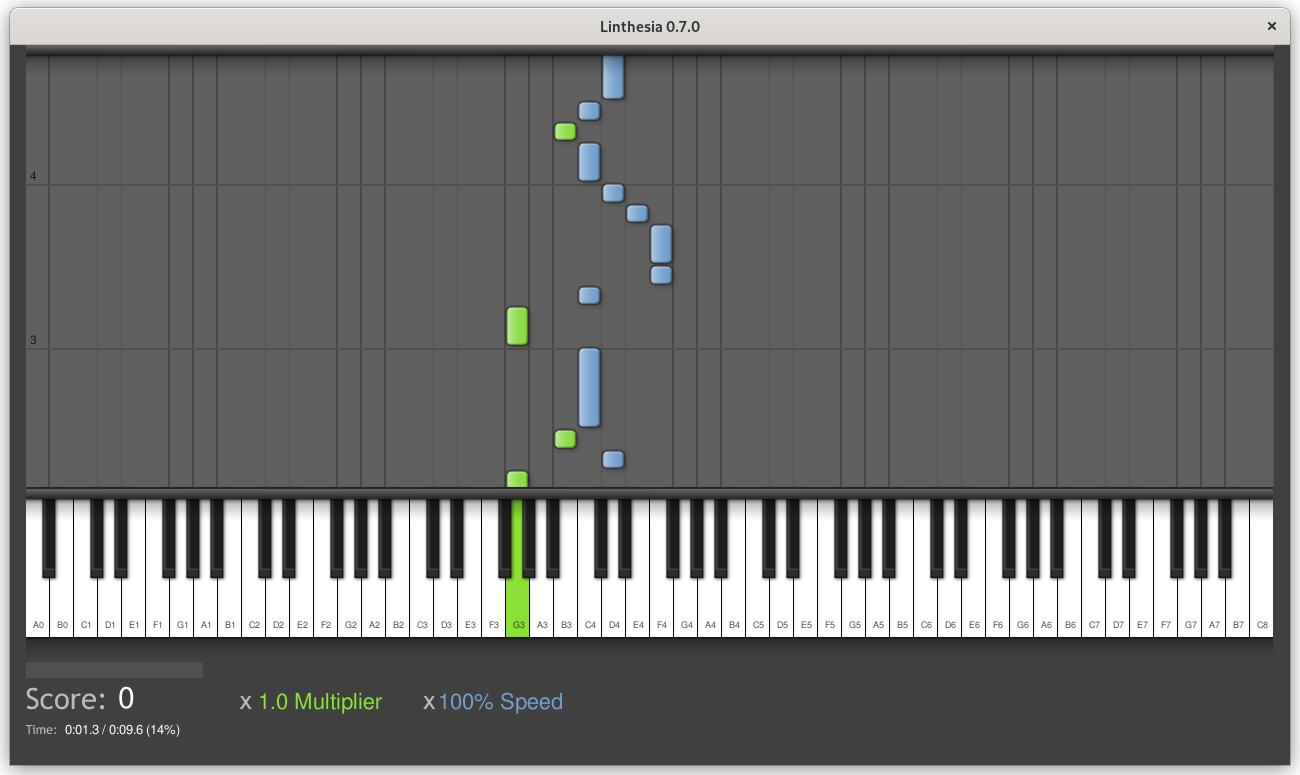 Linthesia 0.7.0
×
4
3
A0 B0 C1 D1 E1 F1 G1 A1 B1 C2 D2 E2 F2 G2 A2 B2 C3 D3 E3 F3 G3 A3 B3 C4 D4 E4 F4 G4 A4 B4 C5 D5 E5 F5 G5 A5 B5 C6 D6 E6 F6 G6 A6 B6 C7 D7 E7 F7 G7 A7 B7 C8
Score: 0 x 1.0 Multiplier x 100% Speed
Time: 0:01.3 / 0:09.6 (14%)